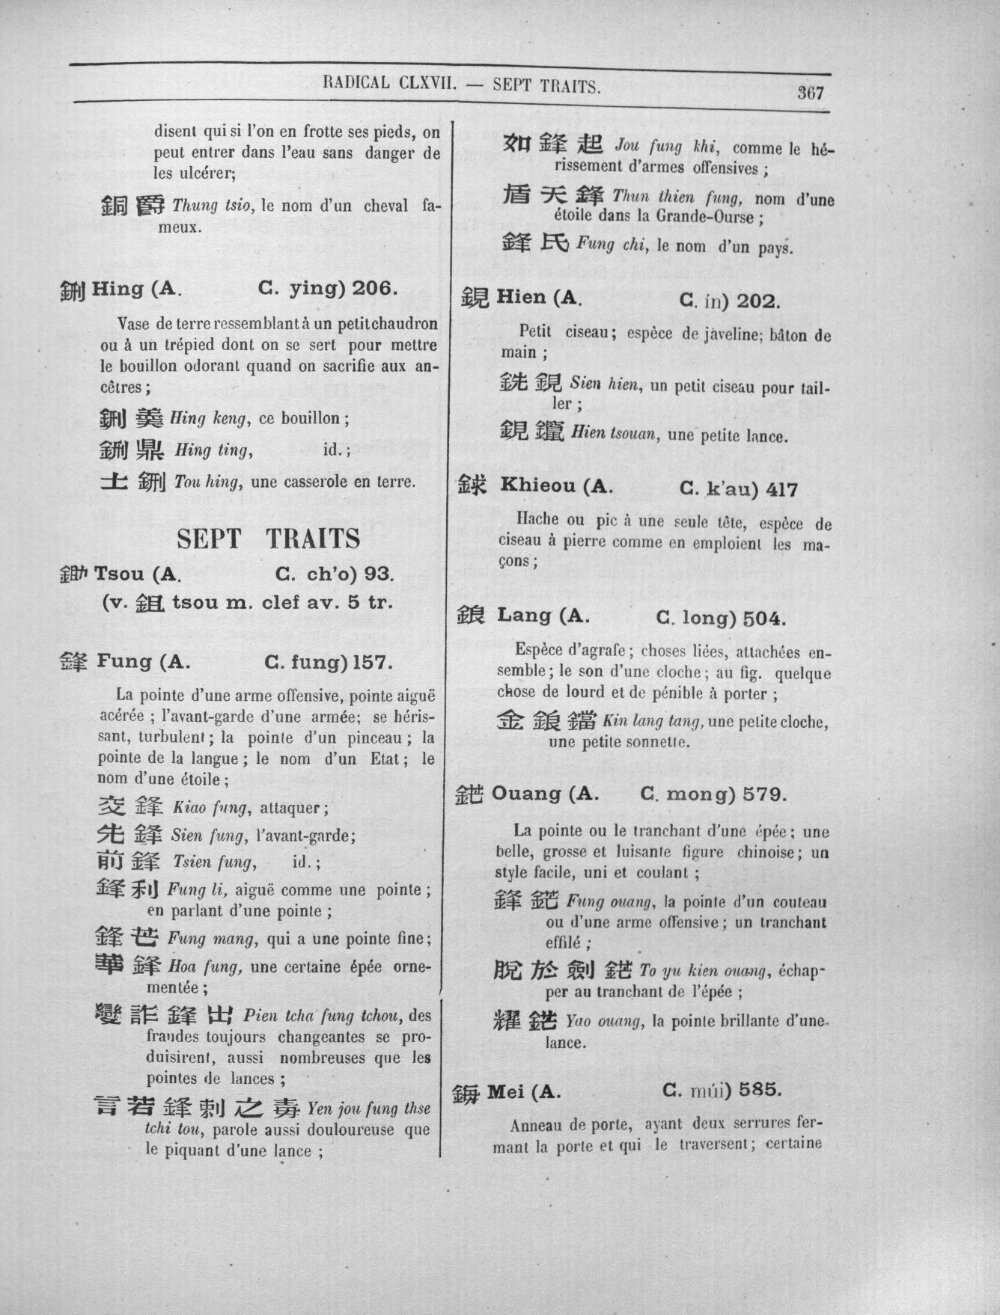 RADICAL CLXVII. — SEPT TRAITS.
367
disent qui si l'on en frotte ses pieds, on
peut entrer dans l'eau sans danger de
les ulcérer;
銅爵 Thung tsio, le nom d'un cheval fa-
meux.
鉶 Hing (A. C. ying) 206.
Vase de terre ressemblant à un petit chaudron
ou à un trépied dont on se sert pour mettre
le bouillon odorant quand on sacrifie aux an-
cêtres;
鉶羹 Hing keng, ce bouillon;
鉶鼎 Hing ting, id.;
土鉶 Tou hing, une casserole en terre.
SEPT TRAITS
鋤 Tsou (A. C. ch'o) 93.
(v. 鉏 tsou m. clef av. 5 tr.
鋒 Fung (A. C. fung) 157.
La pointe d'une arme offensive, pointe aiguë
acérée; l'avant-garde d'une armée; se héris-
sant, turbulent; la pointe d'un pinceau; la
pointe de la langue; le nom d'un Etat; le
nom d'une étoile;
交鋒 Kiao fung, attaquer;
先鋒 Sien fung, l'avant-garde;
前鋒 Tsien fung, id.;
鋒利 Fung li, aiguë comme une pointe;
en parlant d'une pointe;
鋒芒 Fung mang, qui a une pointe fine;
華鋒 Hoa fung, une certaine épée orne-
mentée;
變詐鋒出 Pien tcha fung tchou, des
fraudes toujours changeantes se pro-
duisirent, aussi nombreuses que les
pointes de lances;
言若鋒刺之毒 Yen jou fung thse
tchi tou, parole aussi douloureuse que
le piquant d'une lance;
如鋒起 Jou fung khi, comme le hé-
rissement d'armes offensives;
盾天鋒 Thun thien fung, nom d'une
étoile dans la Grande-Ourse;
鋒氏 Fung chi, le nom d'un pays.
鋧 Hien (A. C. ín) 202.
Petit ciseau; espèce de javeline; bâton de
main;
銑鋧 Sien hien, un petit ciseau pour tail-
ler;
鋧 Hien tsouan, une petite lance.
銶 Khieou (A. C. k'au) 417
Hache ou pic à une seule tête, espèce de
ciseau à pierre comme en emploient les ma-
çons;
鋃 Lang (A. C. long) 504.
Espèce d'agrafe; choses liées, attachées en-
semble; le son d'une cloche; au fig. quelque
chose de lourd et de pénible à porter;
金鋃鐺 Kin lang tang, une petite cloche,
une petite sonnette.
鋩 Ouang (A. C. mong) 579.
La pointe ou le tranchant d'une épée; une
belle, grosse et luisante figure chinoise; un
style facile, uni et coulant;
鋒鋩 Fung ouang, la pointe d'un couteau
ou d'une arme offensive; un tranchant
effilé;
脫於劍鋩 To yu kien ouang, échap-
per au tranchant de l'épée;
耀鋩 Yao ouang, la pointe brillante d'une
lance.
鋂 Mei (A. C. múi) 585.
Anneau de porte, ayant deux serrures fer-
mant la porte et qui le traversent; certaine